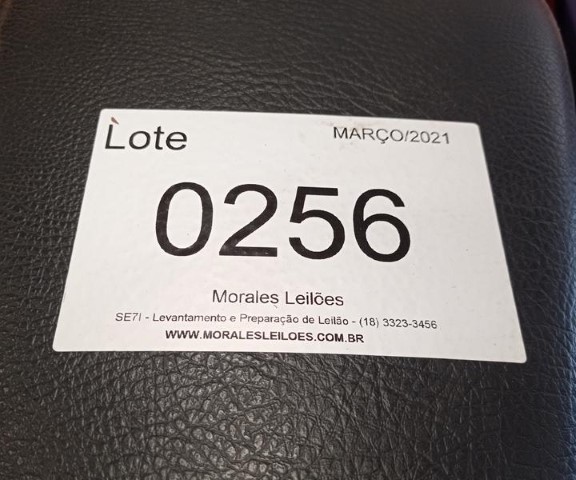 Lote
MARÇO/2021
0256
Morales Leilões
SE7I - Levantamento e Preparação de Leilão - (18) 3323-3456
WWW.MORALESLEILOES.COM.BR